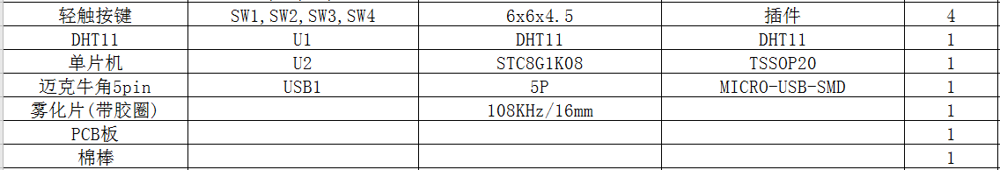 轻触按键 SW1,SW2,SW3,SW4 6x6x4.5 插件 4
DHT11 U1 DHT11 DHT11 1
单片机 U2 STC8G1K08 TSSOP20 1
迈克牛角5pin USB1 5P MICRO-USB-SMD 1
雾化片(带胶圈) 108KHz/16mm 1
PCB板 1
棉棒 1